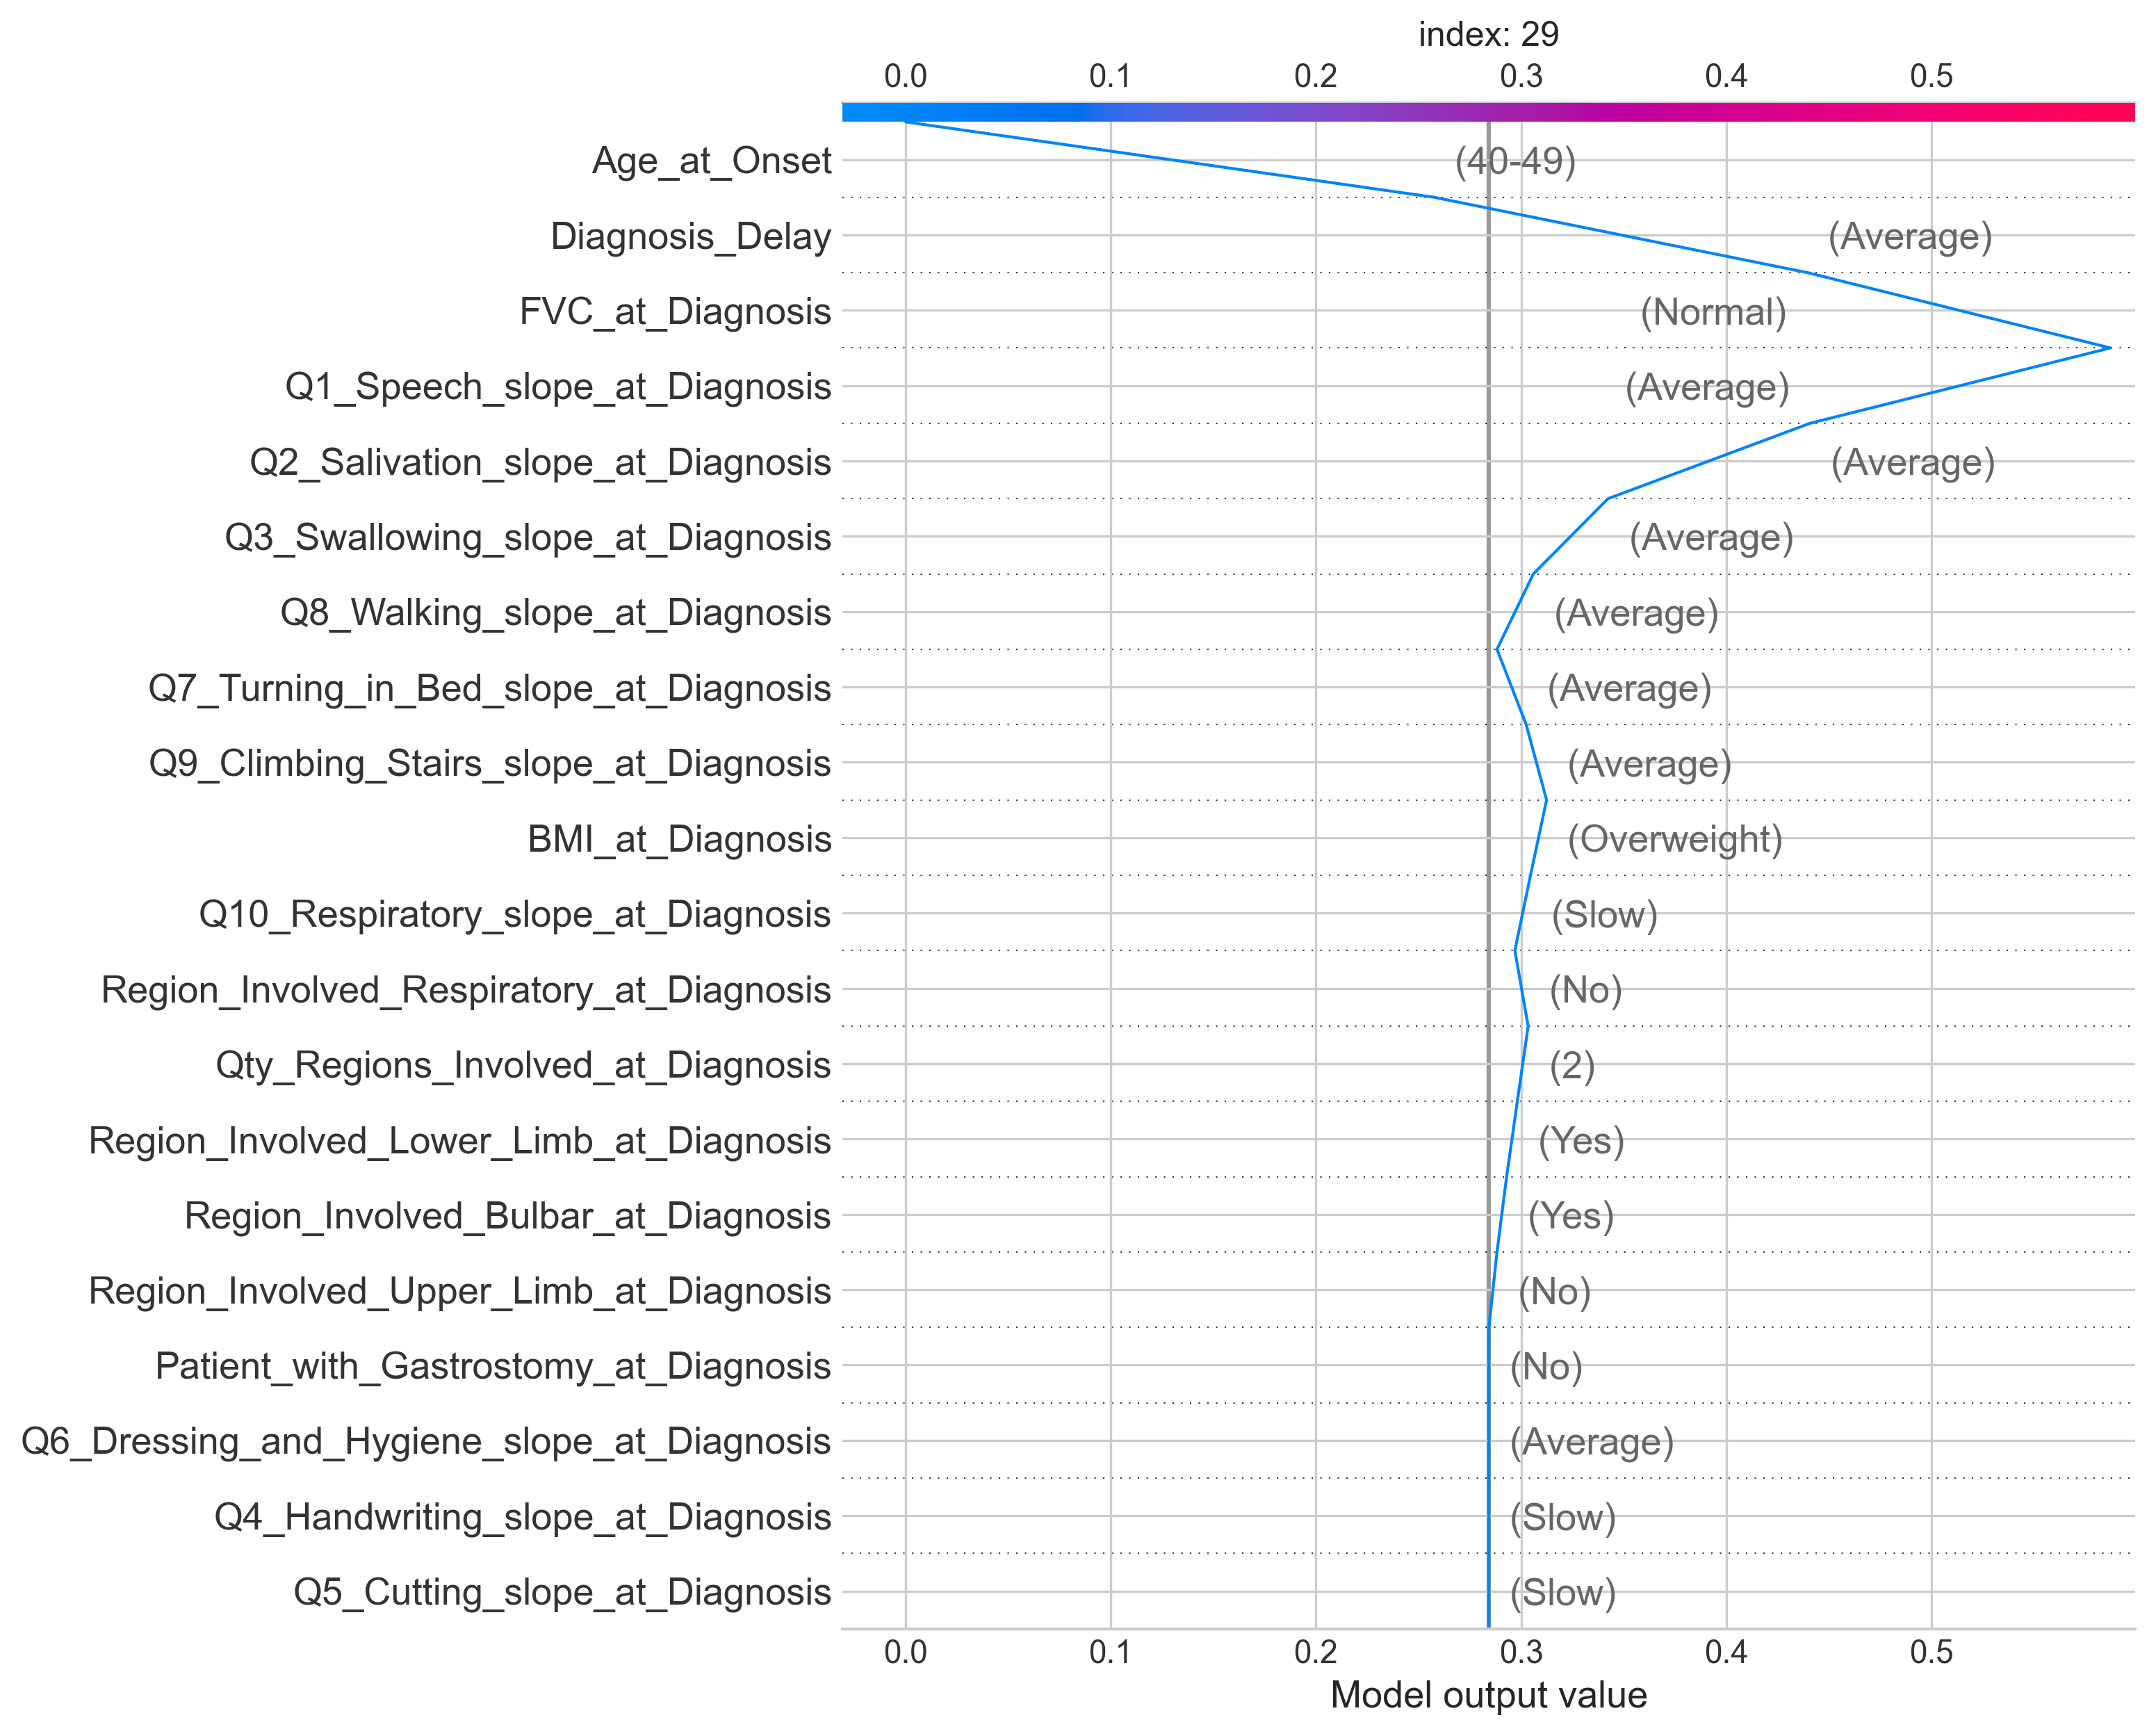 index: 29
0.0 0.1 0.2 0.3 0.4 0.5
Age_at_Onset (40-49)
Diagnosis_Delay (Average)
FVC_at_Diagnosis (Normal)
Q1_Speech_slope_at_Diagnosis (Average)
Q2_Salivation_slope_at_Diagnosis (Average)
Q3_Swallowing_slope_at_Diagnosis (Average)
Q8_Walking_slope_at_Diagnosis (Average)
Q7_Turning_in_Bed_slope_at_Diagnosis (Average)
Q9_Climbing_Stairs_slope_at_Diagnosis (Average)
BMI_at_Diagnosis (Overweight)
Q10_Respiratory_slope_at_Diagnosis (Slow)
Region_Involved_Respiratory_at_Diagnosis (No)
Qty_Regions_Involved_at_Diagnosis (2)
Region_Involved_Lower_Limb_at_Diagnosis (Yes)
Region_Involved_Bulbar_at_Diagnosis (Yes)
Region_Involved_Upper_Limb_at_Diagnosis (No)
Patient_with_Gastrostomy_at_Diagnosis (No)
Q6_Dressing_and_Hygiene_slope_at_Diagnosis (Average)
Q4_Handwriting_slope_at_Diagnosis (Slow)
Q5_Cutting_slope_at_Diagnosis (Slow)
0.0 0.1 0.2 0.3 0.4 0.5
Model output value